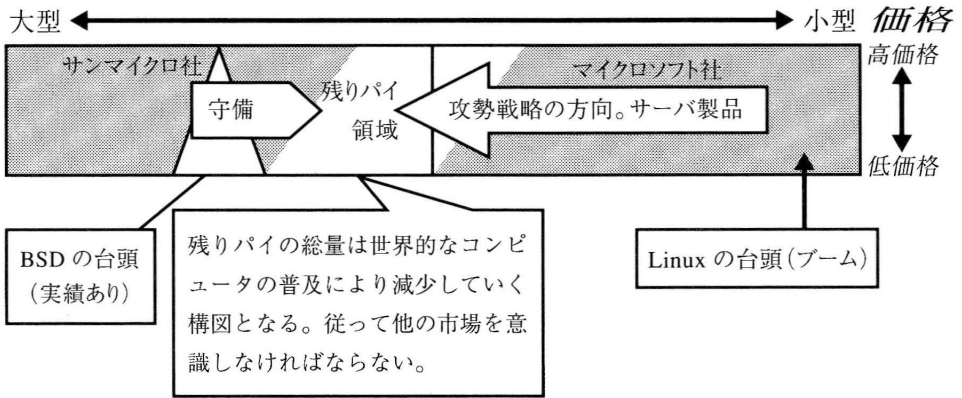 大型
小型
価格
サンマイクロ社
マイクロソフト社
高価格
守備
残りパイ
領域
攻勢戦略の方向。サーバ製品
低価格
BSD の台頭
(実績あり)
残りパイの総量は世界的なコンピ
ュータの普及により減少していく
構図となる。従って他の市場を意
識しなければならない。
Linux の台頭(ブーム)